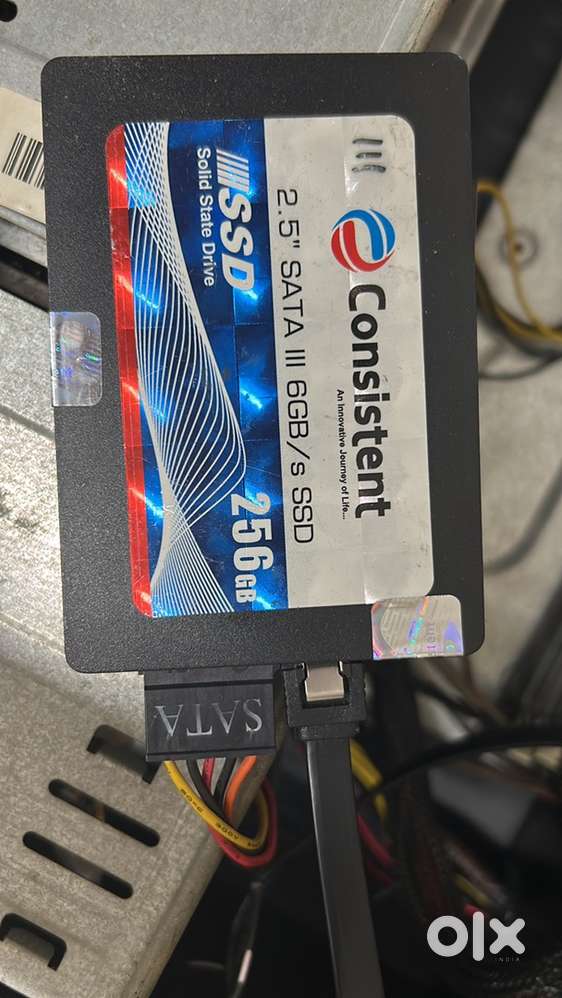 Consistent
An Innovative Journey of Life...
2.5" SATA III 6GB/s SSD
SSD
Solid State Drive
256GB
SATA
olx
INDIA